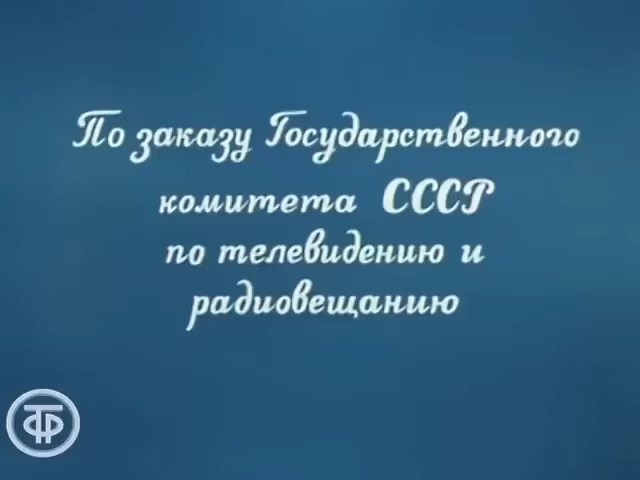 По заказу Государственного
комитета СССР
по телевидению и
радиовещанию